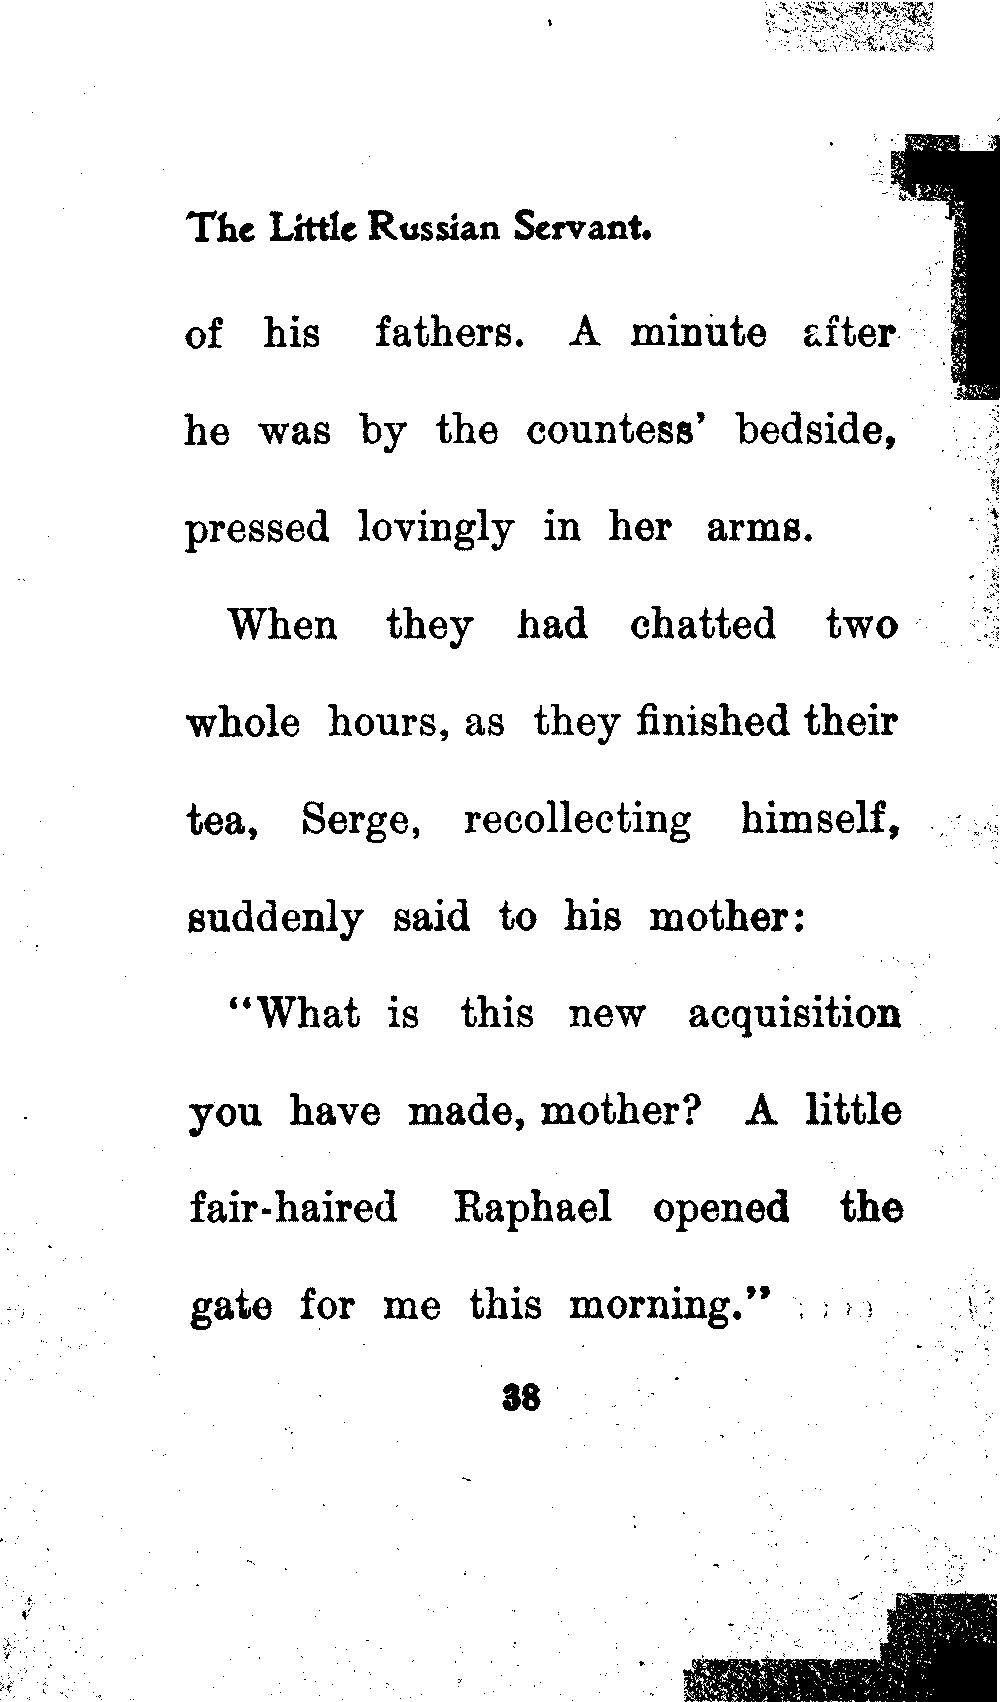 The Little Russian Servant.
of his fathers. A minute after
he was by the countess' bedside,
pressed lovingly in her arms.
When they had chatted two
whole hours, as they finished their
tea, Serge, recollecting himself,
suddenly said to his mother:
"What is this new acquisition
you have made, mother? A little
fair-haired Raphael opened the
gate for me this morning."
38